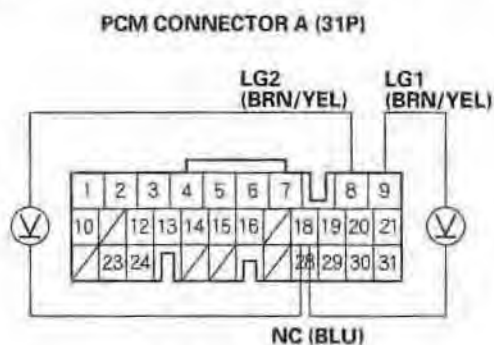 PCM CONNECTOR A (31P)
LG2 LG1
(BRN/YEL) (BRN/YEL)
1 2 3 4 5 6 7 8 9
10 12 13 14 15 16 18 19 20 21
V V
23 24 28 29 30 31
NC (BLU)